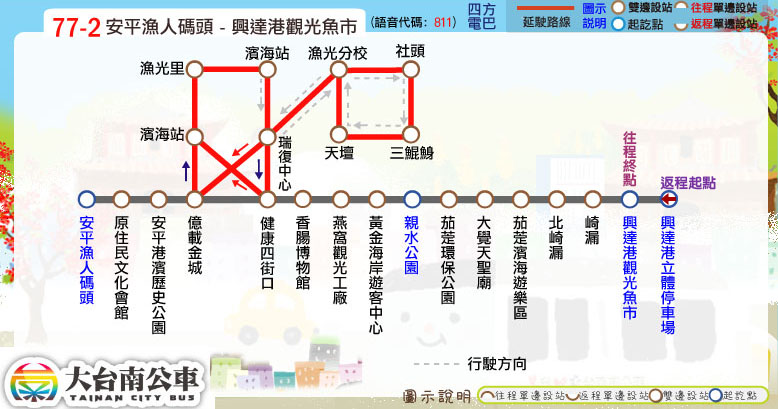 77-2 安平漁人碼頭 - 興達港觀光魚市 (語音代碼: 811)
四方電巴
延駛路線
圖示說明
雙邊設站
往程單邊設站
起訖點
返程單邊設站
漁光里
濱海站
漁光分校
社頭
濱海站
瑞復中心
天壇
三鯤鯓
往程終點
返程起點
安平漁人碼頭
原住民文化會館
安平港濱歷史公園
億載金城
健康四街口
香腸博物館
燕窩觀光工廠
黃金海岸遊客中心
親水公園
茄萣環保公園
大覺天聖廟
茄萣濱海遊樂區
北崎漏
崎漏
興達港觀光魚市
興達港立體停車場
行駛方向
大台南公車
TAINAN CITY BUS
圖示說明
往程單邊設站
返程單邊設站
雙邊設站
起訖點